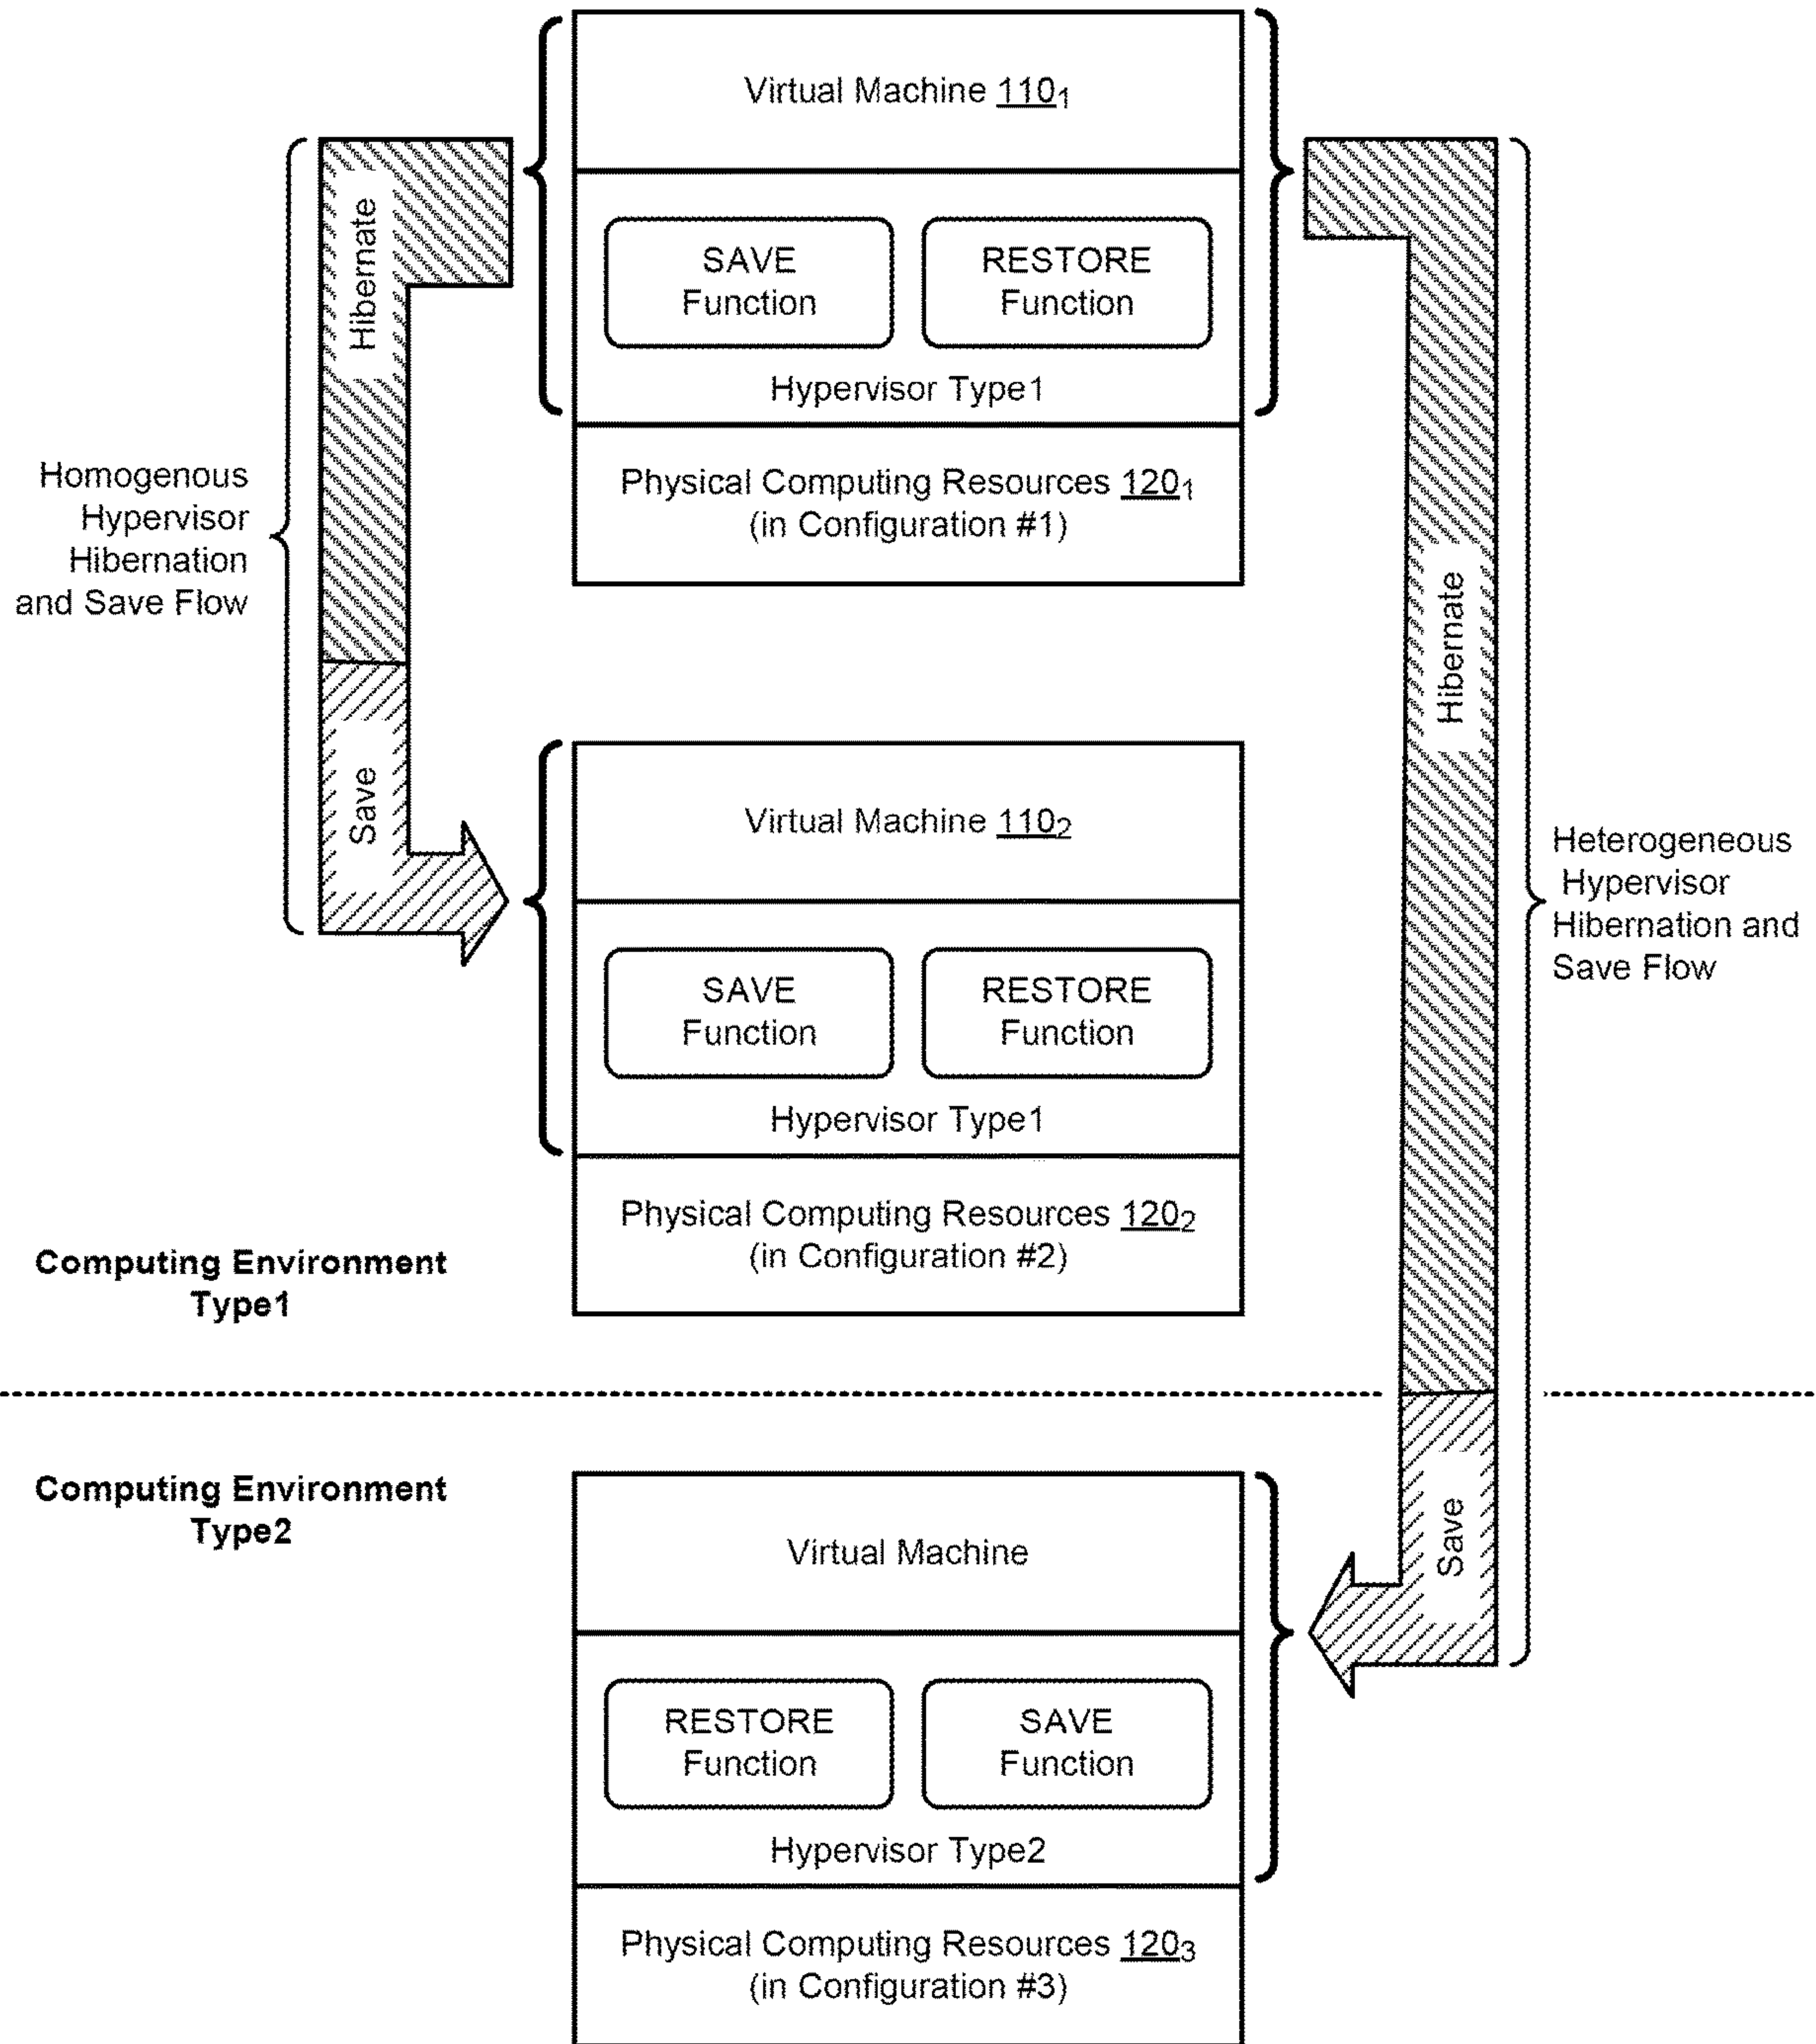 Virtual Machine 110₁
SAVE
Function
RESTORE
Function
Hypervisor Type1
Physical Computing Resources 120₁
(in Configuration #1)
Hibernate
Save
Homogenous
Hypervisor
Hibernation
and Save Flow
Virtual Machine 110₂
SAVE
Function
RESTORE
Function
Hypervisor Type1
Physical Computing Resources 120₂
(in Configuration #2)
Hibernate
Save
Heterogeneous
Hypervisor
Hibernation and
Save Flow
Computing Environment
Type1
Computing Environment
Type2
Virtual Machine
RESTORE
Function
SAVE
Function
Hypervisor Type2
Physical Computing Resources 120₃
(in Configuration #3)